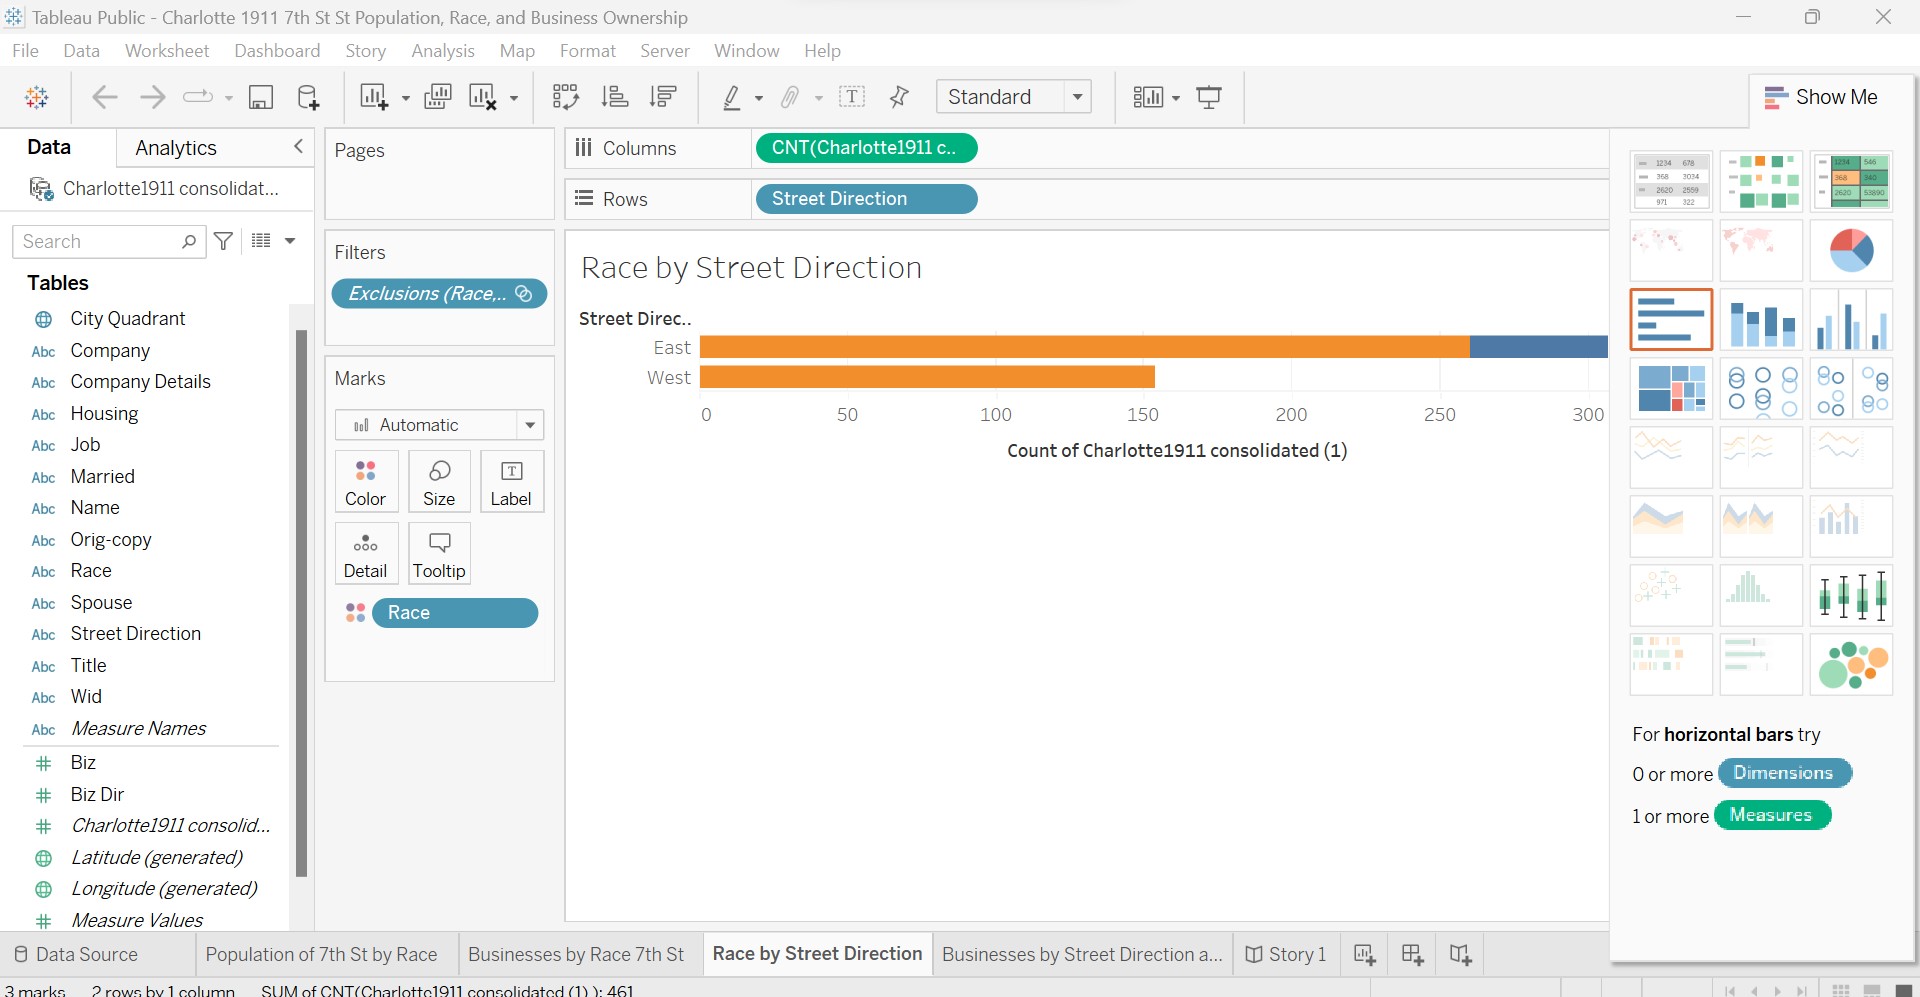 Tableau Public - Charlotte 1911 7th St St Population, Race, and Business Ownership
File Data Worksheet Dashboard Story Analysis Map Format Server Window Help
Standard
Show Me
Data Analytics
Charlotte1911 consolidat...
Search
Tables
City Quadrant
Abc Company
Abc Company Details
Abc Housing
Abc Job
Abc Married
Abc Name
Abc Orig-copy
Abc Race
Abc Spouse
Abc Street Direction
Abc Title
Abc Wid
Abc Measure Names
Biz
Biz Dir
Charlotte1911 consolid...
Latitude (generated)
Longitude (generated)
Measure Values
Pages
Filters
Exclusions (Race,..
Marks
Automatic
Color Size Label
Detail Tooltip
Race
Columns CNT(Charlotte1911 c..
Rows Street Direction
Race by Street Direction
Street Direc..
East
West
0 50 100 150 200 250 300
Count of Charlotte1911 consolidated (1)
1234 678
368 3034
2620 2559
971 322
1234 546
368 340
2620 53890
For horizontal bars try
0 or more Dimensions
1 or more Measures
Data Source Population of 7th St by Race Businesses by Race 7th St Race by Street Direction Businesses by Street Direction a... Story 1
3 marks 2 rows by 1 column SUM of CNT(Charlotte1911 consolidated (1) ): 461